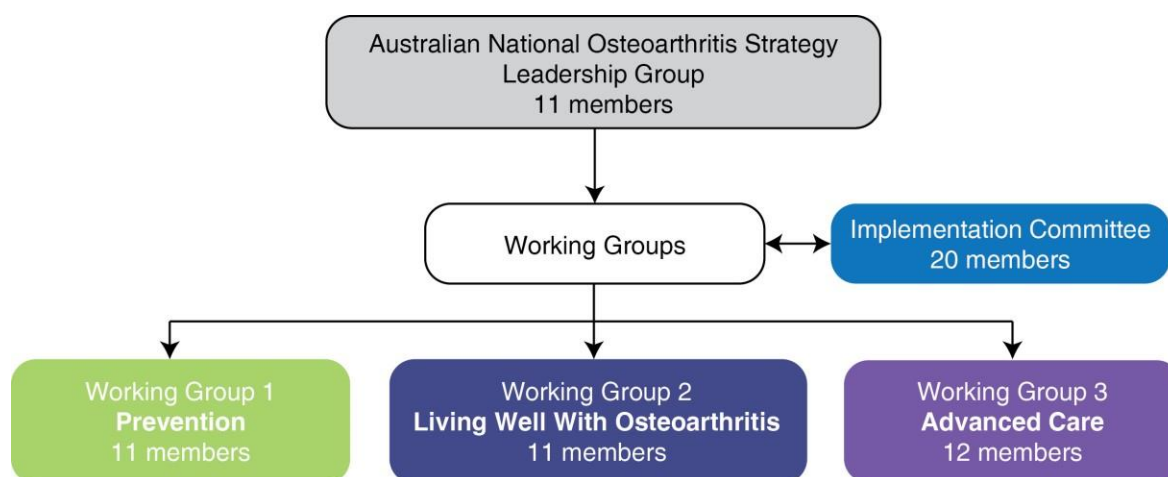 Australian National Osteoarthritis Strategy
Leadership Group
11 members
Working Groups
Implementation Committee
20 members
Working Group 1
Prevention
11 members
Working Group 2
Living Well With Osteoarthritis
11 members
Working Group 3
Advanced Care
12 members